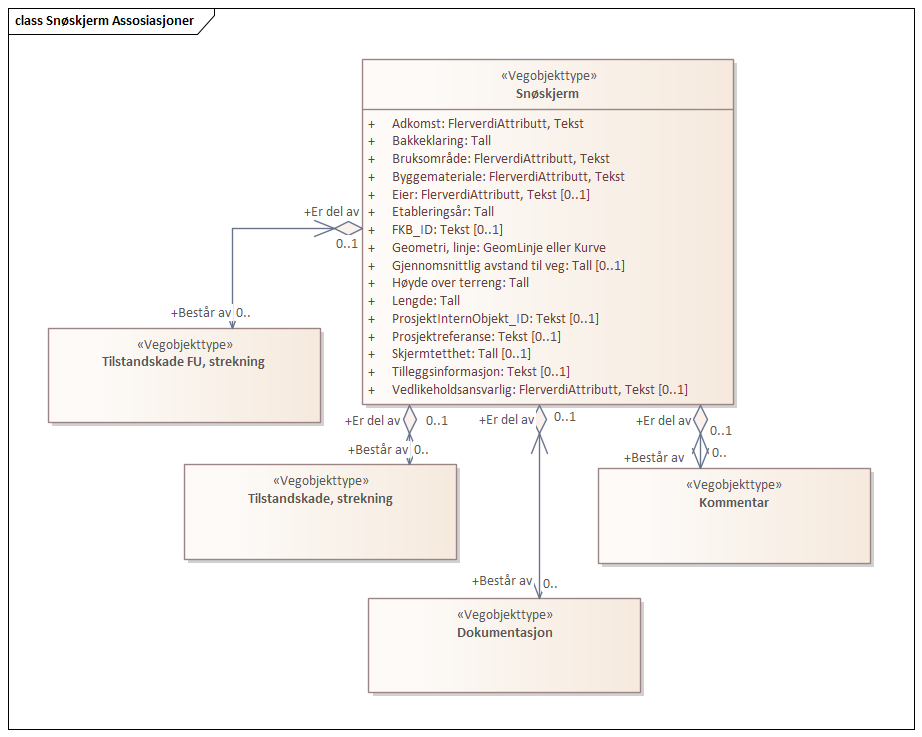 class Snøskjerm Assosiasjoner
«Vegobjekttype»
Snøskjerm
+ Adkomst: FlerverdiAttributt, Tekst
+ Bakkeklaring: Tall
+ Bruksområde: FlerverdiAttributt, Tekst
+ Byggemateriale: FlerverdiAttributt, Tekst
+ Eier: FlerverdiAttributt, Tekst [0..1]
+ Etableringsår: Tall
+ FKB_ID: Tekst [0..1]
+ Geometri, linje: GeomLinje eller Kurve
+ Gjennomsnittlig avstand til veg: Tall [0..1]
+ Høyde over terreng: Tall
+ Lengde: Tall
+ ProsjektInternObjekt_ID: Tekst [0..1]
+ Prosjektreferanse: Tekst [0..1]
+ Skjermtetthet: Tall [0..1]
+ Tilleggsinformasjon: Tekst [0..1]
+ Vedlikeholdsansvarlig: FlerverdiAttributt, Tekst [0..1]
+Er del av
0..1
+Består av 0..
«Vegobjekttype»
Tilstandskade FU, strekning
+Er del av 0..1
+Består av 0..
«Vegobjekttype»
Tilstandskade, strekning
+Er del av 0..1
+Består av 0..
«Vegobjekttype»
Dokumentasjon
+Er del av 0..1
+Består av 0..
«Vegobjekttype»
Kommentar